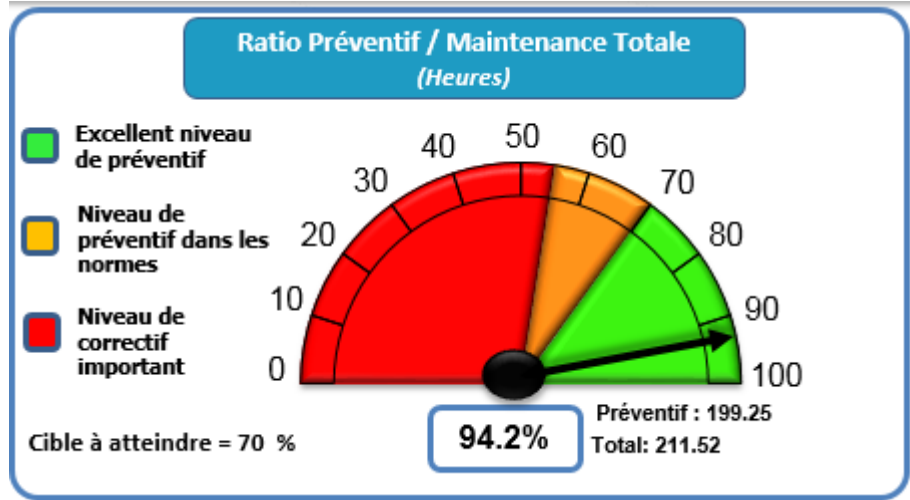 Ratio Préventif / Maintenance Totale
(Heures)
Excellent niveau
de préventif
Niveau de
préventif dans les
normes
Niveau de
correctif
important
0
10
20
30
40
50
60
70
80
90
100
Cible à atteindre = 70 %
94.2%
Préventif : 199.25
Total: 211.52